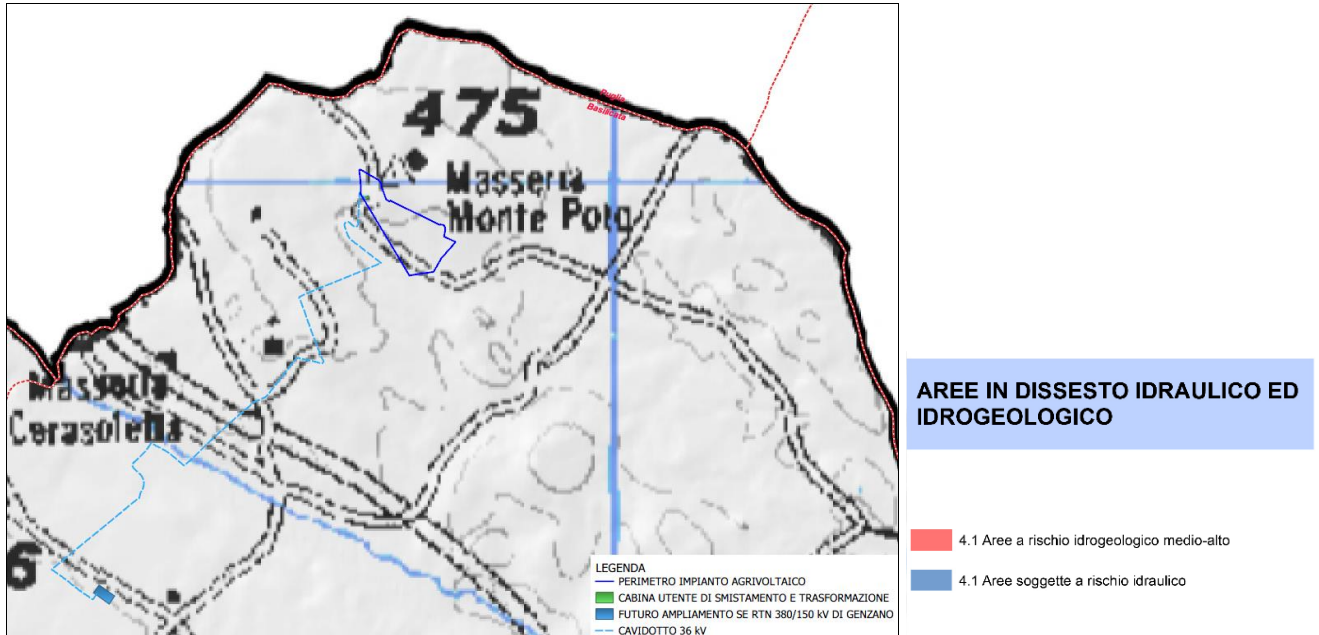 475
Puglia
Basilicata
Masseria
Monte Poto
Masseria
Cerasoletta
6
LEGENDA
PERIMETRO IMPIANTO AGRIVOLTAICO
CABINA UTENTE DI SMISTAMENTO E TRASFORMAZIONE
FUTURO AMPLIAMENTO SE RTN 380/150 kV DI GENZANO
CAVIDOTTO 36 kV
AREE IN DISSESTO IDRAULICO ED
IDROGEOLOGICO
4.1 Aree a rischio idrogeologico medio-alto
4.1 Aree soggette a rischio idraulico